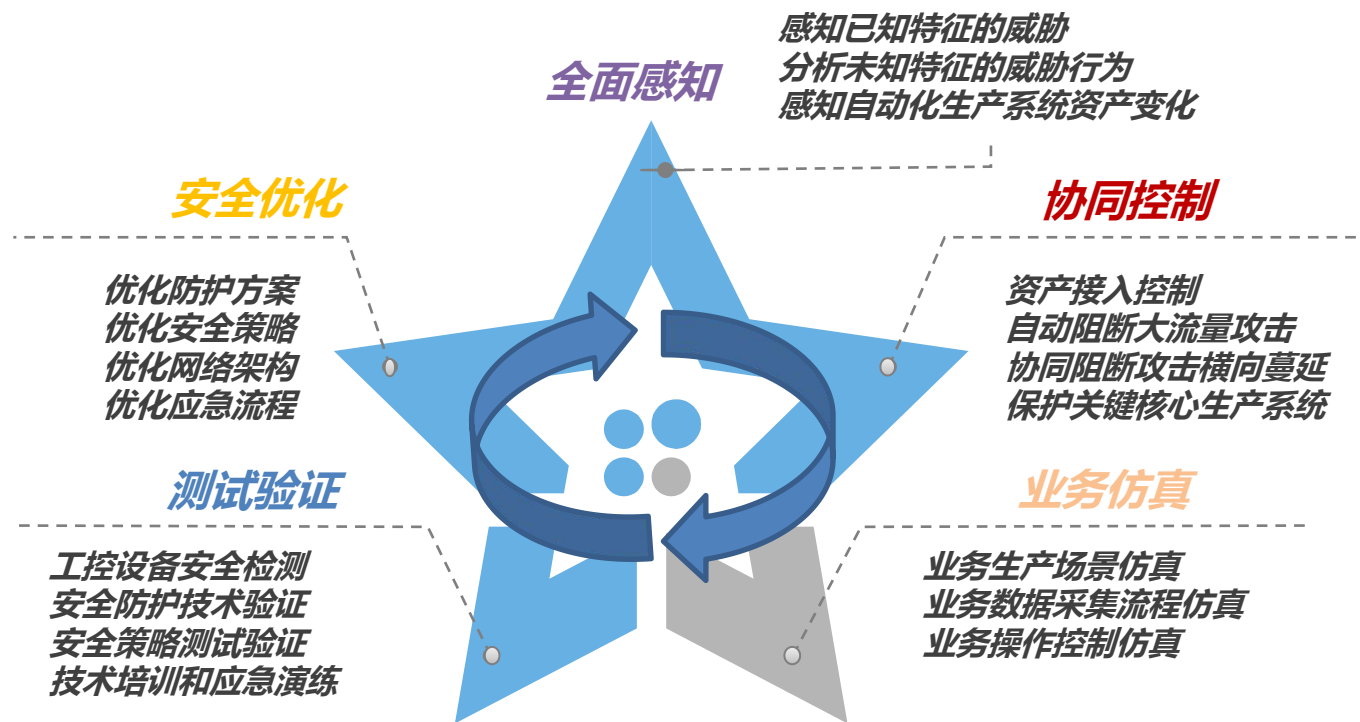 全面感知
感知已知特征的威胁
分析未知特征的威胁行为
感知自动化生产系统资产变化
安全优化
优化防护方案
优化安全策略
优化网络架构
优化应急流程
协同控制
资产接入控制
自动阻断大流量攻击
协同阻断攻击横向蔓延
保护关键核心生产系统
测试验证
工控设备安全检测
安全防护技术验证
安全策略测试验证
技术培训和应急演练
业务仿真
业务生产场景仿真
业务数据采集流程仿真
业务操作控制仿真